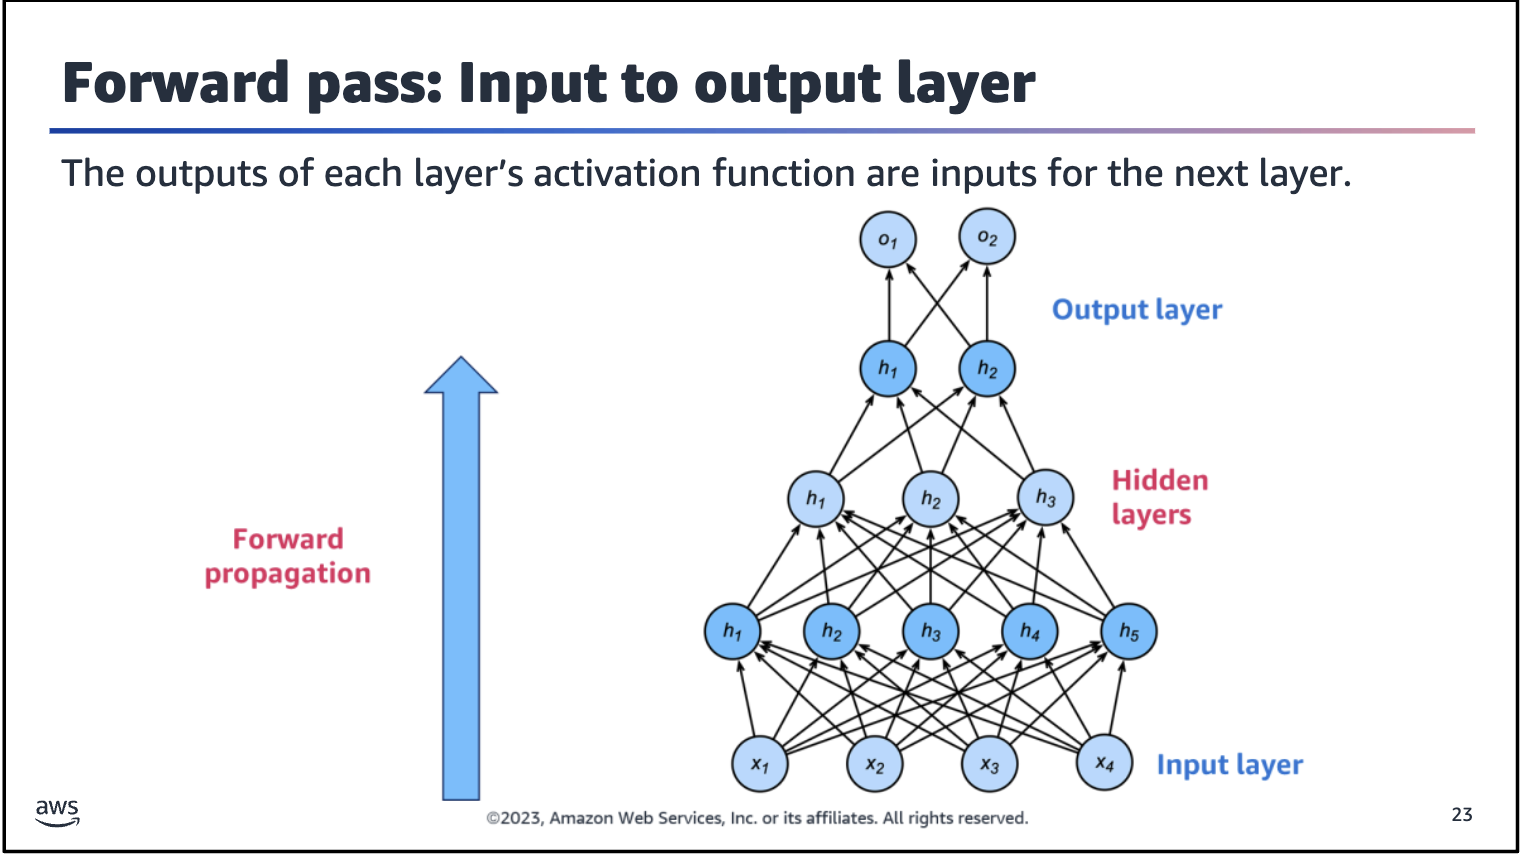 Forward pass: Input to output layer
The outputs of each layer’s activation function are inputs for the next layer.
o1 o2
Output layer
h1 h2
Hidden
layers
h1 h2 h3
Forward
propagation
h1 h2 h3 h4 h5
x1 x2 x3 x4
Input layer
aws
©2023, Amazon Web Services, Inc. or its affiliates. All rights reserved.
23